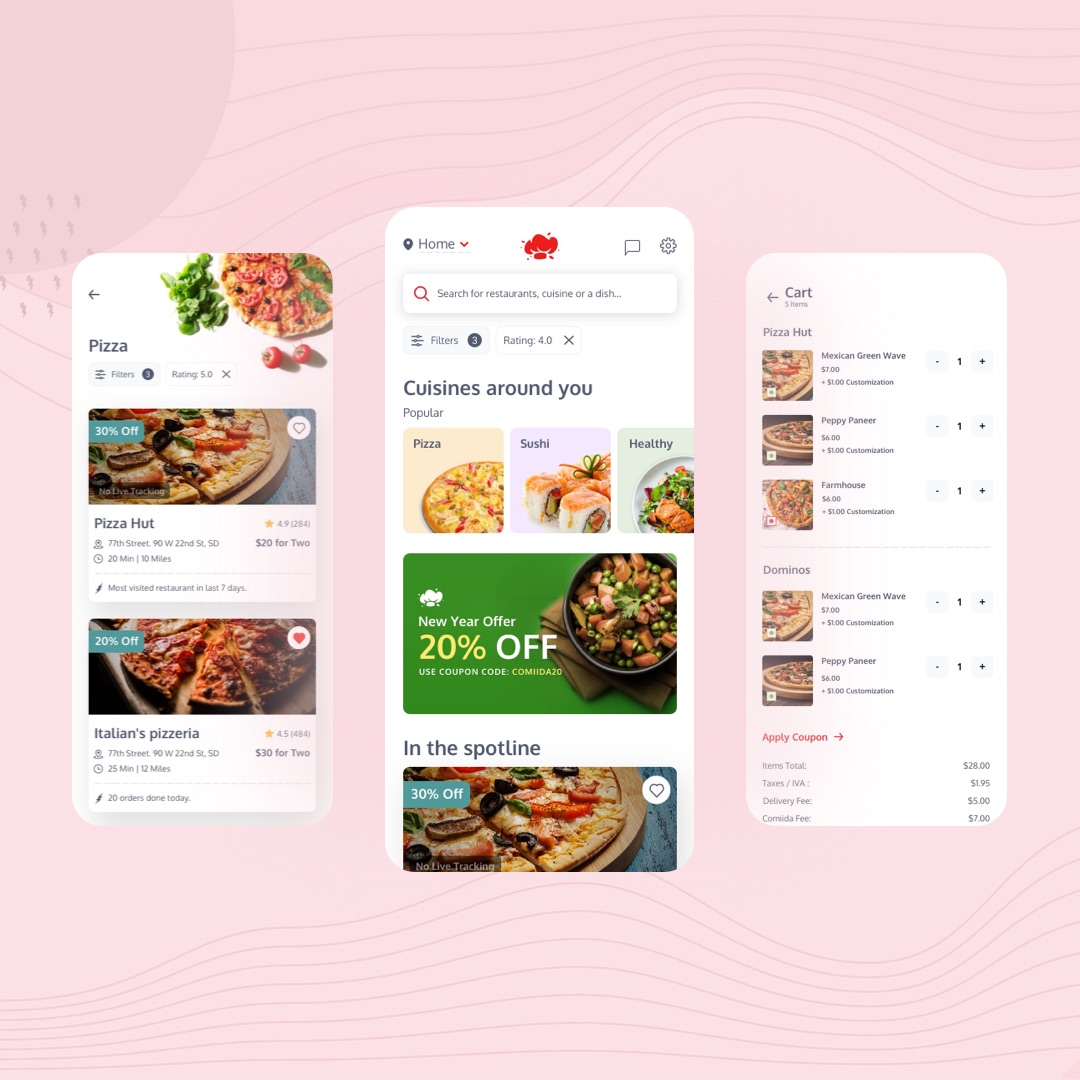 Pizza
Filters 3 Rating: 5.0
30% Off
No Live Tracking
Pizza Hut 4.9 (284)
77th Street. 90 W 22nd St, SD $20 for Two
20 Min | 10 Miles
Most visited restaurant in last 7 days.
20% Off
Italian's pizzeria 4.5 (484)
77th Street. 90 W 22nd St, SD $30 for Two
25 Min | 12 Miles
20 orders done today.
Home
Search for restaurants, cuisine or a dish...
Filters 3 Rating: 4.0
Cuisines around you
Popular
Pizza Sushi Healthy
New Year Offer
20% OFF
USE COUPON CODE: COMIIDA20
In the spotline
30% Off
No Live Tracking
Cart
5 Items
Pizza Hut
Mexican Green Wave
$7.00
+ $1.00 Customization
- 1 +
Peppy Paneer
$6.00
+ $1.00 Customization
- 1 +
Farmhouse
$6.00
+ $1.00 Customization
- 1 +
Dominos
Mexican Green Wave
$7.00
+ $1.00 Customization
- 1 +
Peppy Paneer
$6.00
+ $1.00 Customization
- 1 +
Apply Coupon
Items Total: $28.00
Taxes / IVA : $1.95
Delivery Fee: $5.00
Comiida Fee: $7.00